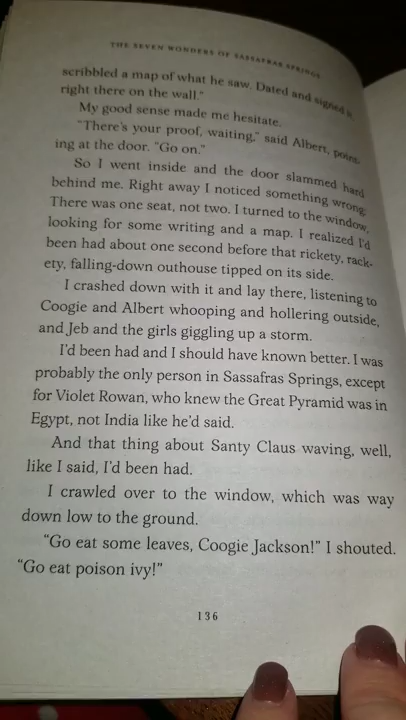 THE SEVEN WONDERS OF SASSAFRAS SPRINGS
scribbled a map of what he saw. Dated and signed it,
right there on the wall."
My good sense made me hesitate.
"There's your proof, waiting," said Albert, point-
ing at the door. "Go on."
So I went inside and the door slammed hard
behind me. Right away I noticed something wrong.
There was one seat, not two. I turned to the window,
looking for some writing and a map. I realized I'd
been had about one second before that rickety, rack-
ety, falling-down outhouse tipped on its side.
I crashed down with it and lay there, listening to
Coogie and Albert whooping and hollering outside,
and Jeb and the girls giggling up a storm.
I'd been had and I should have known better. I was
probably the only person in Sassafras Springs, except
for Violet Rowan, who knew the Great Pyramid was in
Egypt, not India like he'd said.
And that thing about Santy Claus waving, well,
like I said, I'd been had.
I crawled over to the window, which was way
down low to the ground.
"Go eat some leaves, Coogie Jackson!" I shouted.
"Go eat poison ivy!"
136